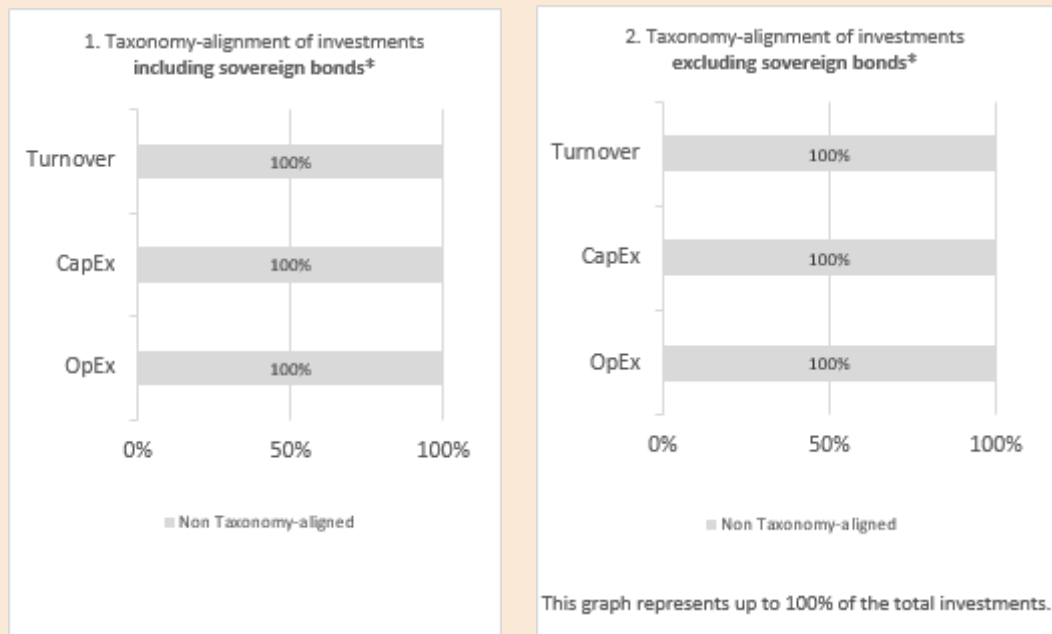 1. Taxonomy-alignment of investments
including sovereign bonds*
Turnover
100%
CapEx
100%
OpEx
100%
0% 50% 100%
Non Taxonomy-aligned
2. Taxonomy-alignment of investments
excluding sovereign bonds*
Turnover
100%
CapEx
100%
OpEx
100%
0% 50% 100%
Non Taxonomy-aligned
This graph represents up to 100% of the total investments.